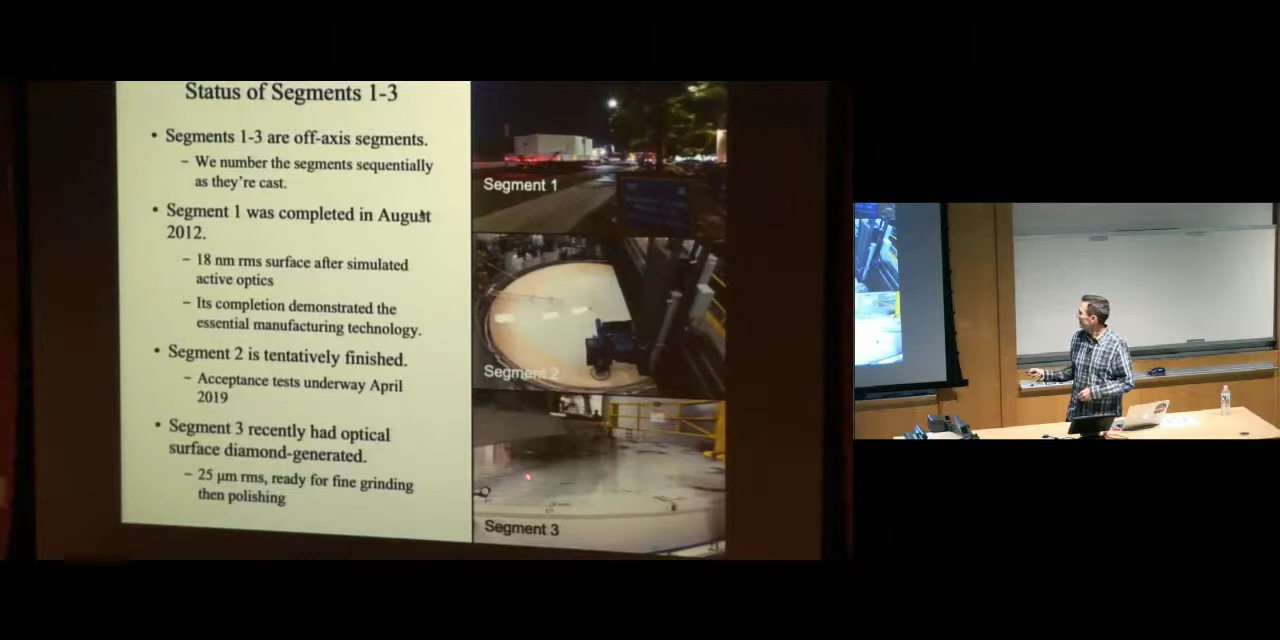 Status of Segments 1-3
• Segments 1-3 are off-axis segments.
– We number the segments sequentially
as they're cast.
• Segment 1 was completed in August
2012.
– 18 nm rms surface after simulated
active optics
– Its completion demonstrated the
essential manufacturing technology.
• Segment 2 is tentatively finished.
– Acceptance tests underway April
2019
• Segment 3 recently had optical
surface diamond-generated.
– 25 μm rms, ready for fine grinding
then polishing
Segment 1
Segment 2
Segment 3
23